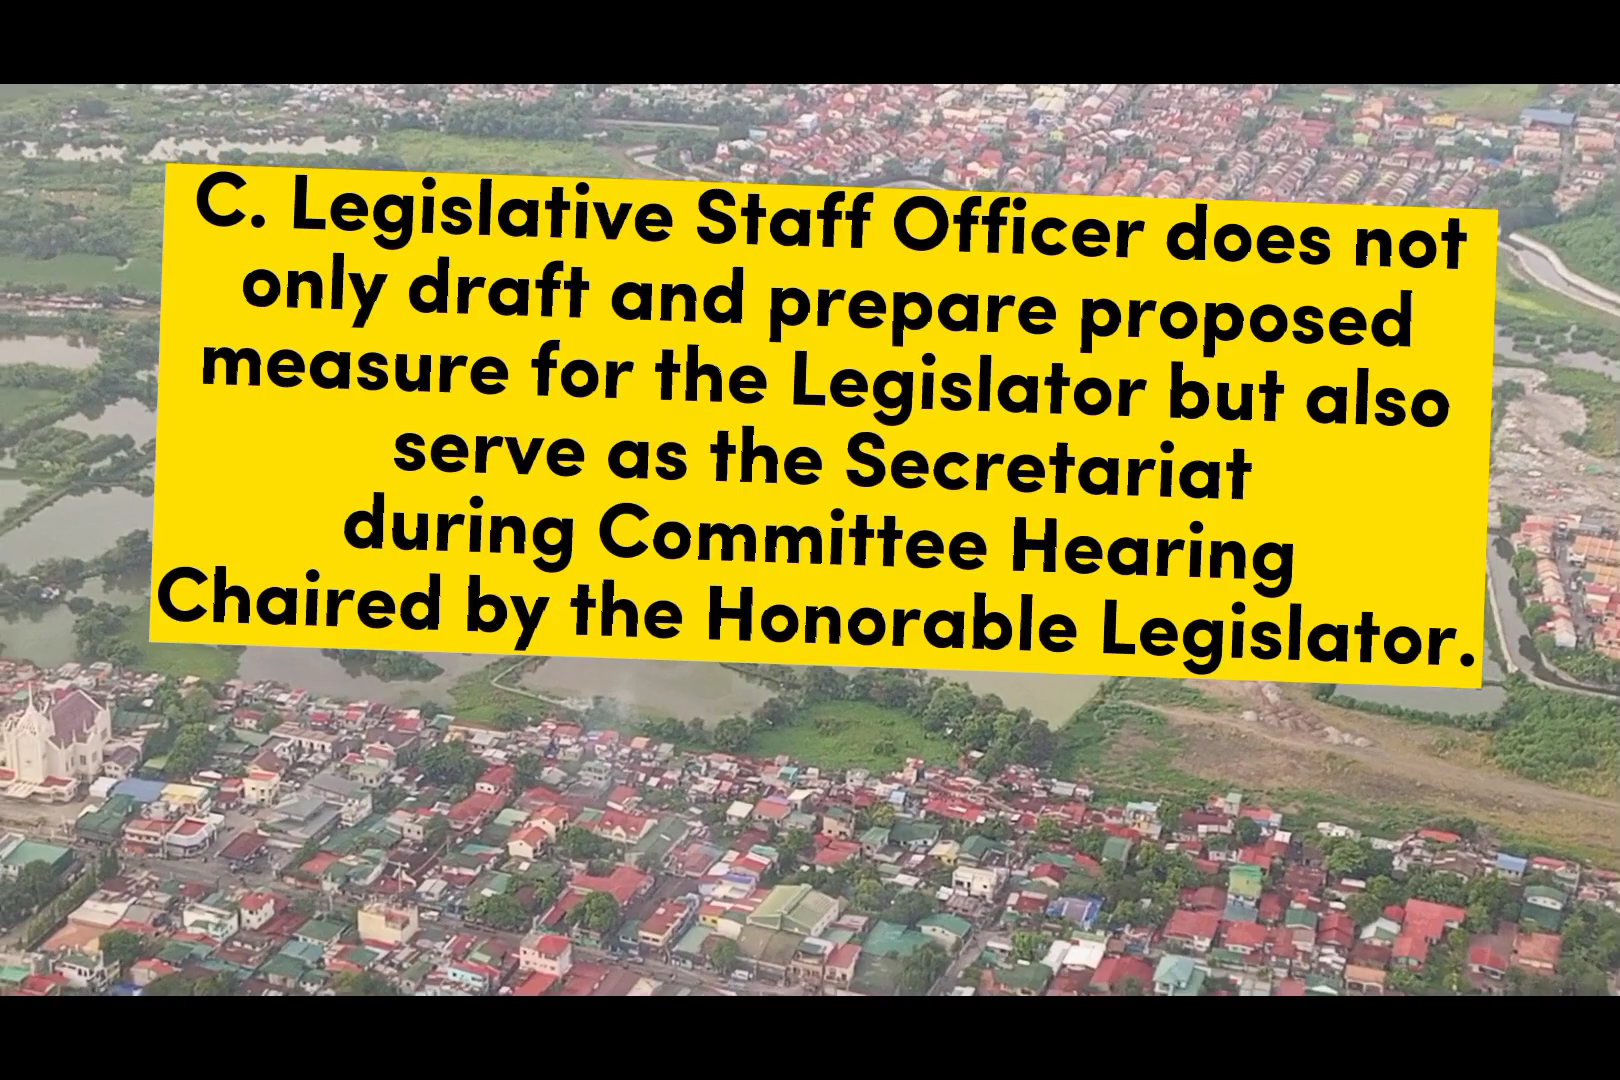 C. Legislative Staff Officer does not
only draft and prepare proposed
measure for the Legislator but also
serve as the Secretariat
during Committee Hearing
Chaired by the Honorable Legislator.